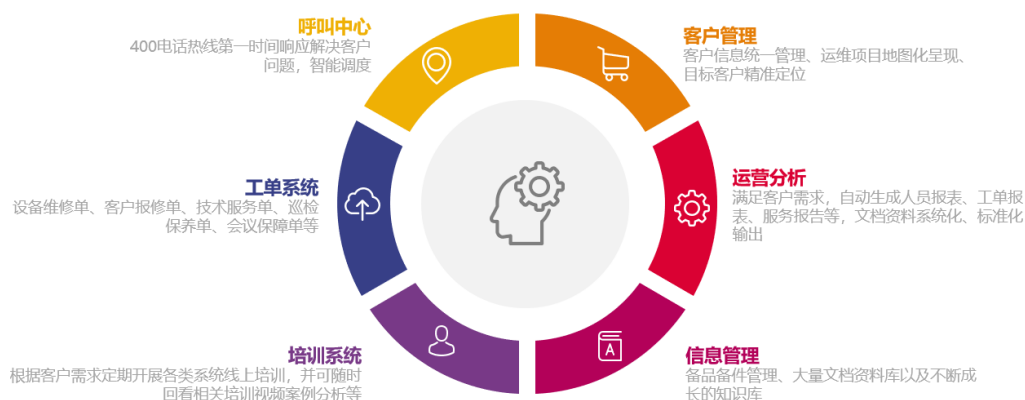 呼叫中心
400电话热线第一时间响应解决客户
问题，智能调度
客户管理
客户信息统一管理、运维项目地图化呈现、
目标客户精准定位
工单系统
设备维修单、客户报修单、技术服务单、巡检
保养单、会议保障单等
运营分析
满足客户需求，自动生成人员报表、工单报
表、服务报告等，文档资料系统化、标准化
输出
培训系统
根据客户需求定期开展各类系统线上培训，并可随时
回看相关培训视频案例分析等
信息管理
备品备件管理、大量文档资料库以及不断成
长的知识库
A